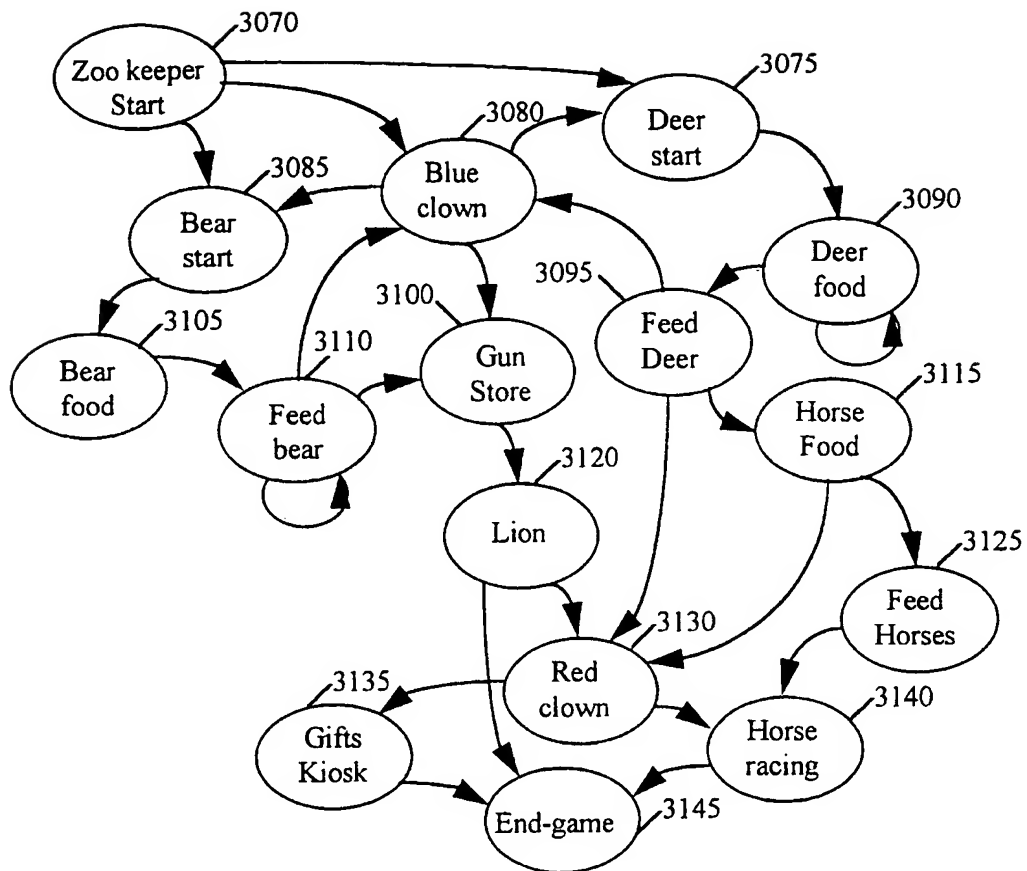 3070
Zoo keeper
Start
3075
Deer
start
3080
Blue
clown
3085
Bear
start
3090
Deer
food
3095
Feed
Deer
3100
Gun
Store
3105
Bear
food
3110
Feed
bear
3115
Horse
Food
3120
Lion
3125
Feed
Horses
3130
Red
clown
3135
Gifts
Kiosk
3140
Horse
racing
End-game
3145